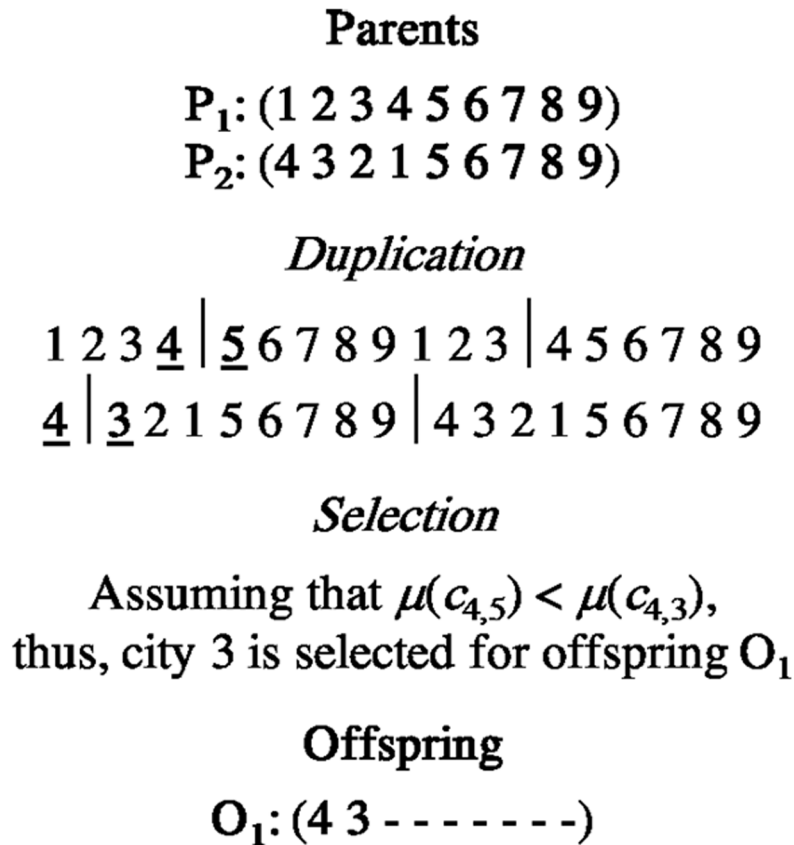 Parents
P₁: (1 2 3 4 5 6 7 8 9)
P₂: (4 3 2 1 5 6 7 8 9)
Duplication
1 2 3 4 | 5 6 7 8 9 1 2 3 | 4 5 6 7 8 9
4 | 3 2 1 5 6 7 8 9 | 4 3 2 1 5 6 7 8 9
Selection
Assuming that μ(c₄,₅) < μ(c₄,₃),
thus, city 3 is selected for offspring O₁
Offspring
O₁: (4 3 - - - - - - -)